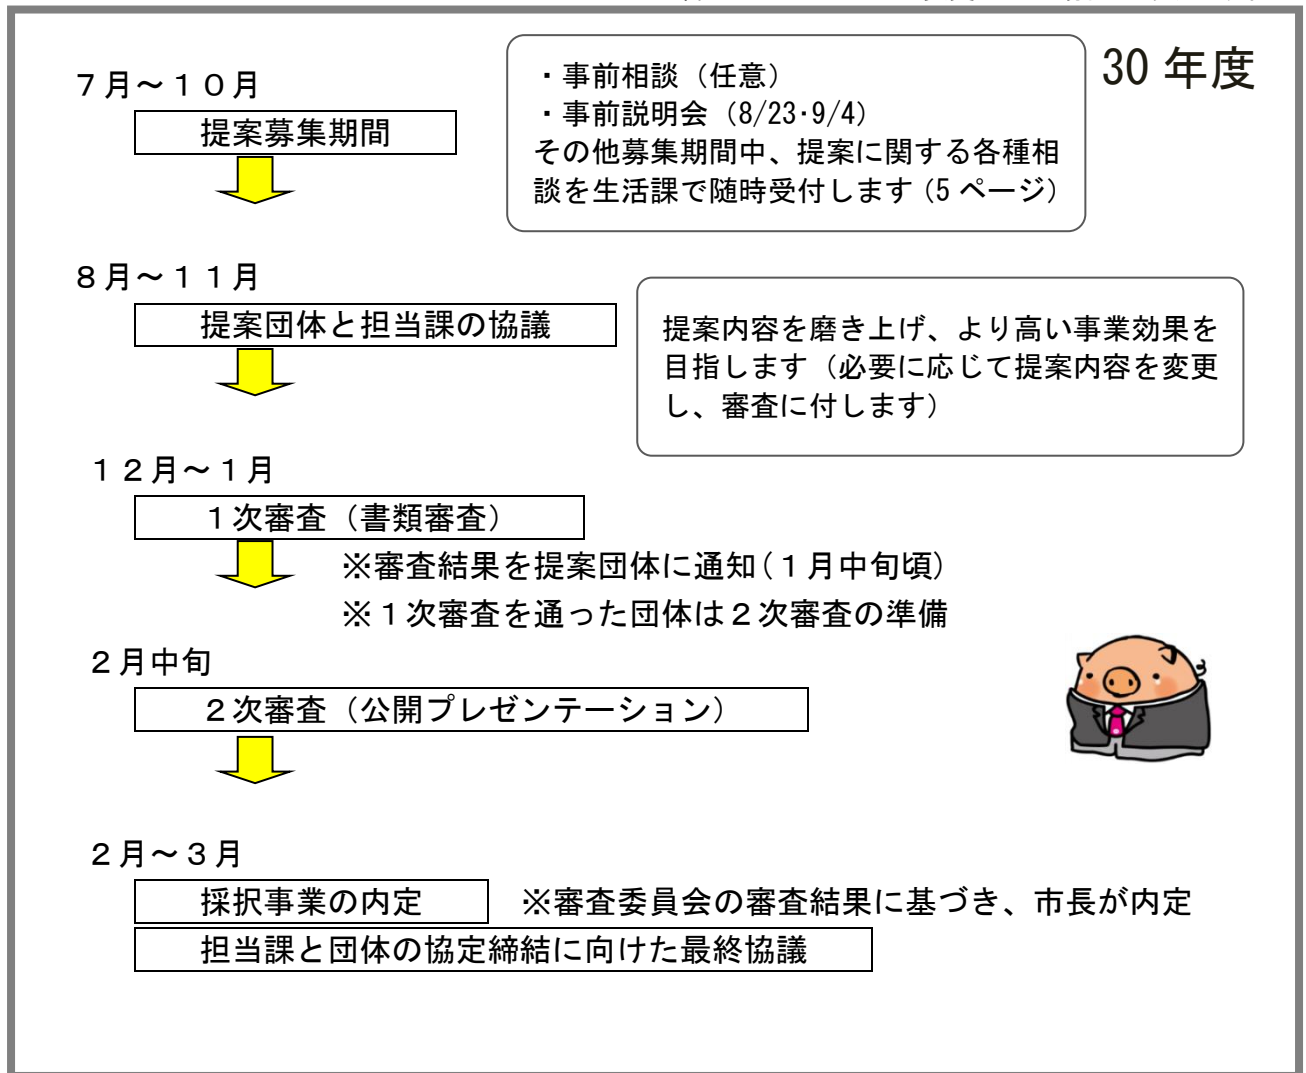 30 年度
７月～１０月
提案募集期間
・事前相談（任意）
・事前説明会（8/23･9/4）
その他募集期間中、提案に関する各種相
談を生活課で随時受付します（5 ページ）
８月～１１月
提案団体と担当課の協議
提案内容を磨き上げ、より高い事業効果を
目指します（必要に応じて提案内容を変更
し、審査に付します）
１２月～１月
１次審査（書類審査）
※審査結果を提案団体に通知（１月中旬頃）
※１次審査を通った団体は２次審査の準備
２月中旬
２次審査（公開プレゼンテーション）
２月～３月
採択事業の内定
※審査委員会の審査結果に基づき、市長が内定
担当課と団体の協定締結に向けた最終協議